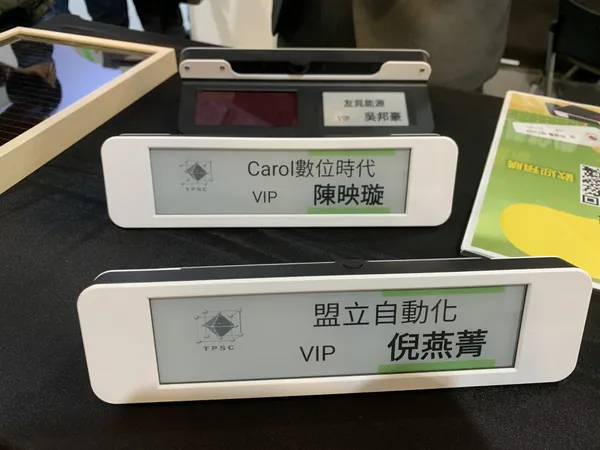 友貝能源
VIP 吳邦豪
TPSC
Carol數位時代
VIP 陳映璇
TPSC
盟立自動化
VIP 倪燕菁